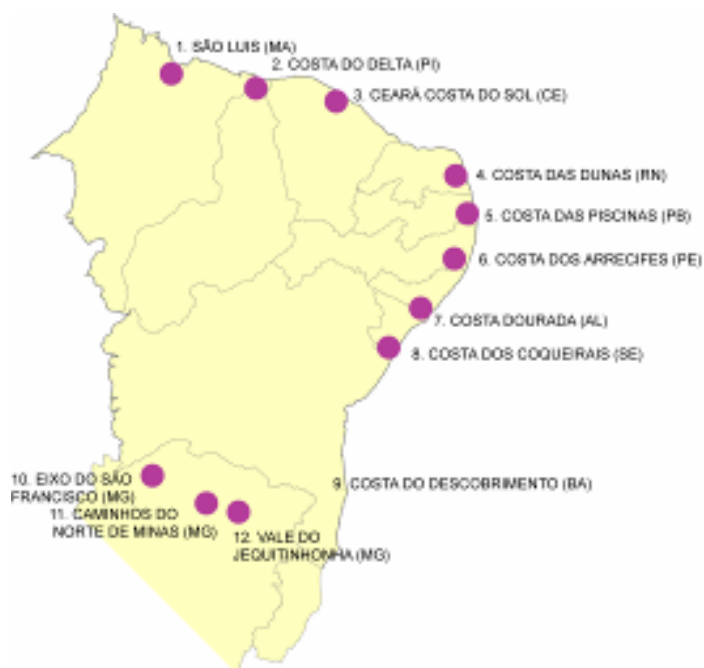 1. SÃO LUIS (MA)
2. COSTA DO DELTA (PI)
3. CEARÁ COSTA DO SOL (CE)
4. COSTA DAS DUNAS (RN)
5. COSTA DAS PISCINAS (PB)
6. COSTA DOS ARRECIFES (PE)
7. COSTA DOURADA (AL)
8. COSTA DOS COQUEIRAIS (SE)
9. COSTA DO DESCOBRIMENTO (BA)
10. EIXO DO SÃO
FRANCISCO (MG)
11. CAMINHOS DO
NORTE DE MINAS (MG)
12. VALE DO
JEQUITINHONHA (MG)